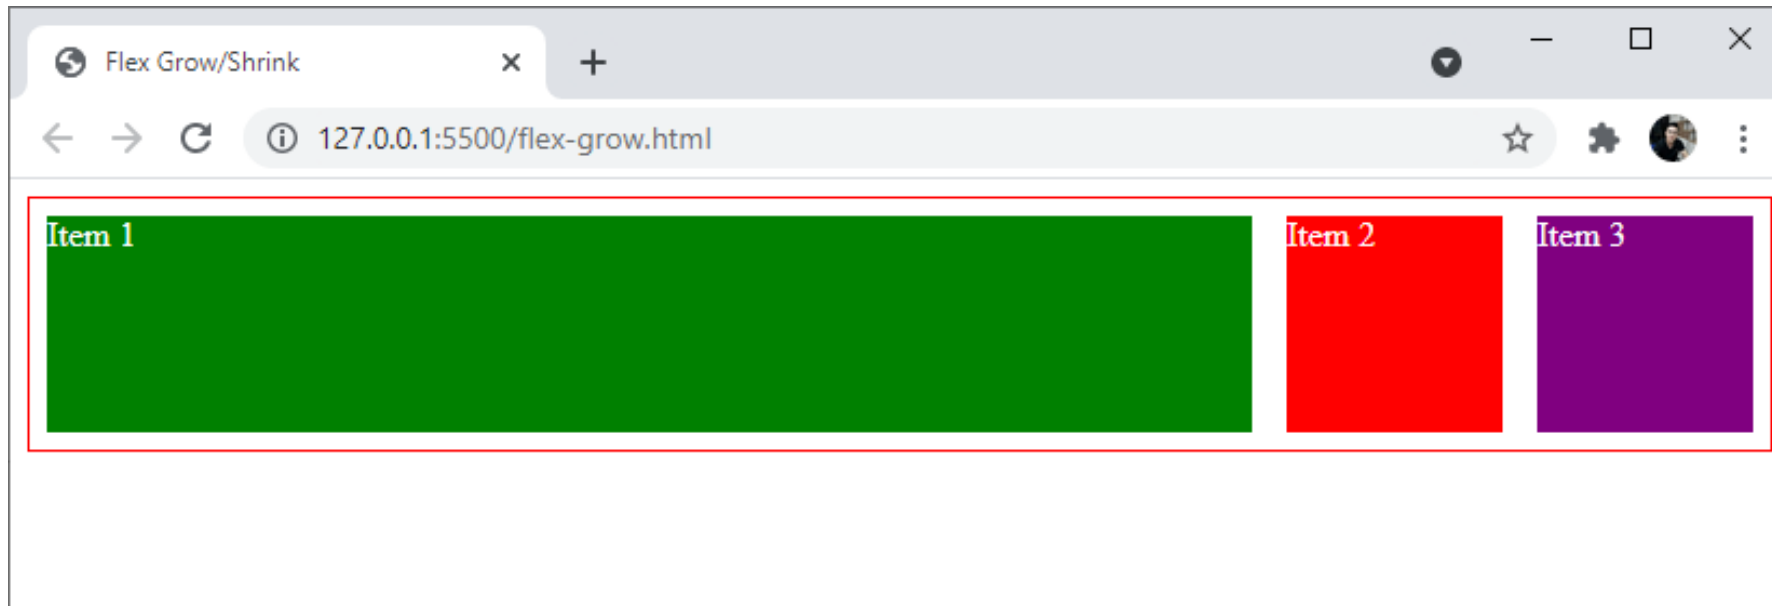 Flex Grow/Shrink
127.0.0.1:5500/flex-grow.html
Item 1 Item 2 Item 3